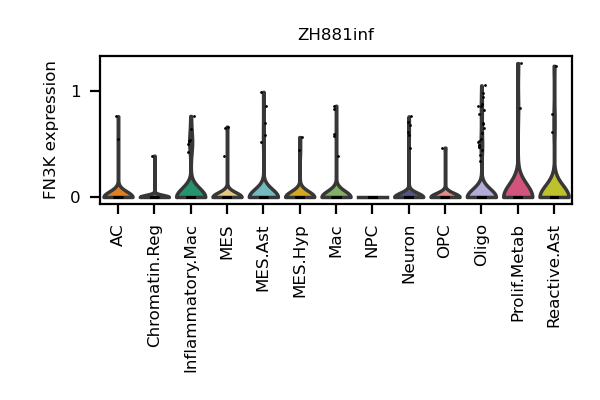 ZH881inf
FN3K expression
1
0
AC
Chromatin.Reg
Inflammatory.Mac
MES
MES.Ast
MES.Hyp
Mac
NPC
Neuron
OPC
Oligo
Prolif.Metab
Reactive.Ast